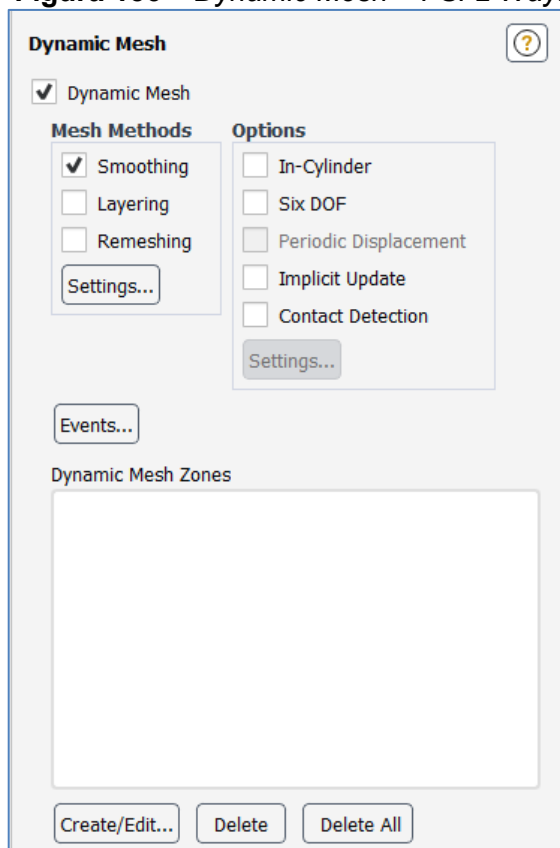 Dynamic Mesh
Dynamic Mesh
Mesh Methods
Smoothing
Layering
Remeshing
Settings...
Options
In-Cylinder
Six DOF
Periodic Displacement
Implicit Update
Contact Detection
Settings...
Events...
Dynamic Mesh Zones
Create/Edit... Delete Delete All